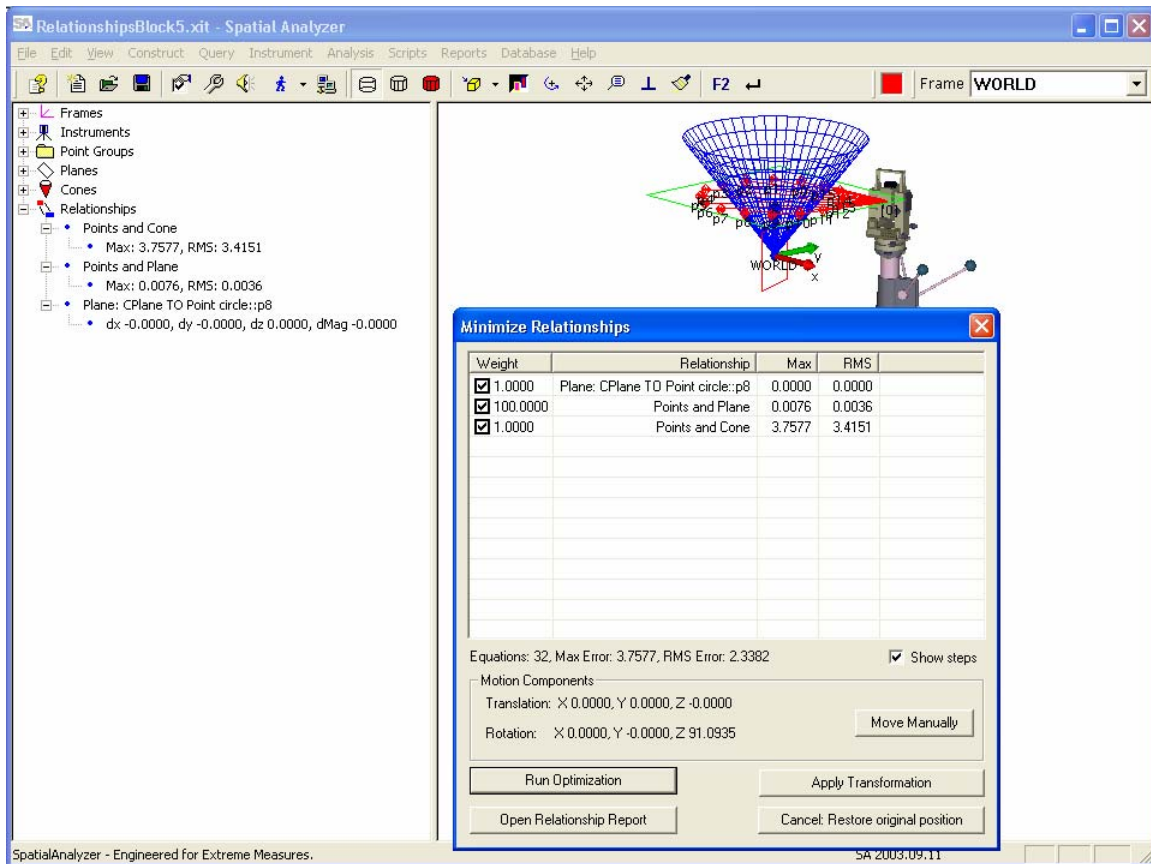 SA RelationshipsBlock5.xit - Spatial Analyzer
File Edit View Construct Query Instrument Analysis Scripts Reports Database Help
F2 Frame WORLD
Frames
Instruments
Point Groups
Planes
Cones
Relationships
Points and Cone
Max: 3.7577, RMS: 3.4151
Points and Plane
Max: 0.0076, RMS: 0.0036
Plane: CPlane TO Point circle::p8
dx -0.0000, dy -0.0000, dz 0.0000, dMag -0.0000
p6
p7
[0]
WORLD
y
x
Minimize Relationships
Weight Relationship Max RMS
1.0000 Plane: CPlane TO Point circle::p8 0.0000 0.0000
100.0000 Points and Plane 0.0076 0.0036
1.0000 Points and Cone 3.7577 3.4151
Equations: 32, Max Error: 3.7577, RMS Error: 2.3382
Show steps
Motion Components
Translation: X 0.0000, Y 0.0000, Z -0.0000
Rotation: X 0.0000, Y -0.0000, Z 91.0935
Move Manually
Run Optimization
Apply Transformation
Open Relationship Report
Cancel: Restore original position
SpatialAnalyzer - Engineered for Extreme Measures.
SA 2003.09.11